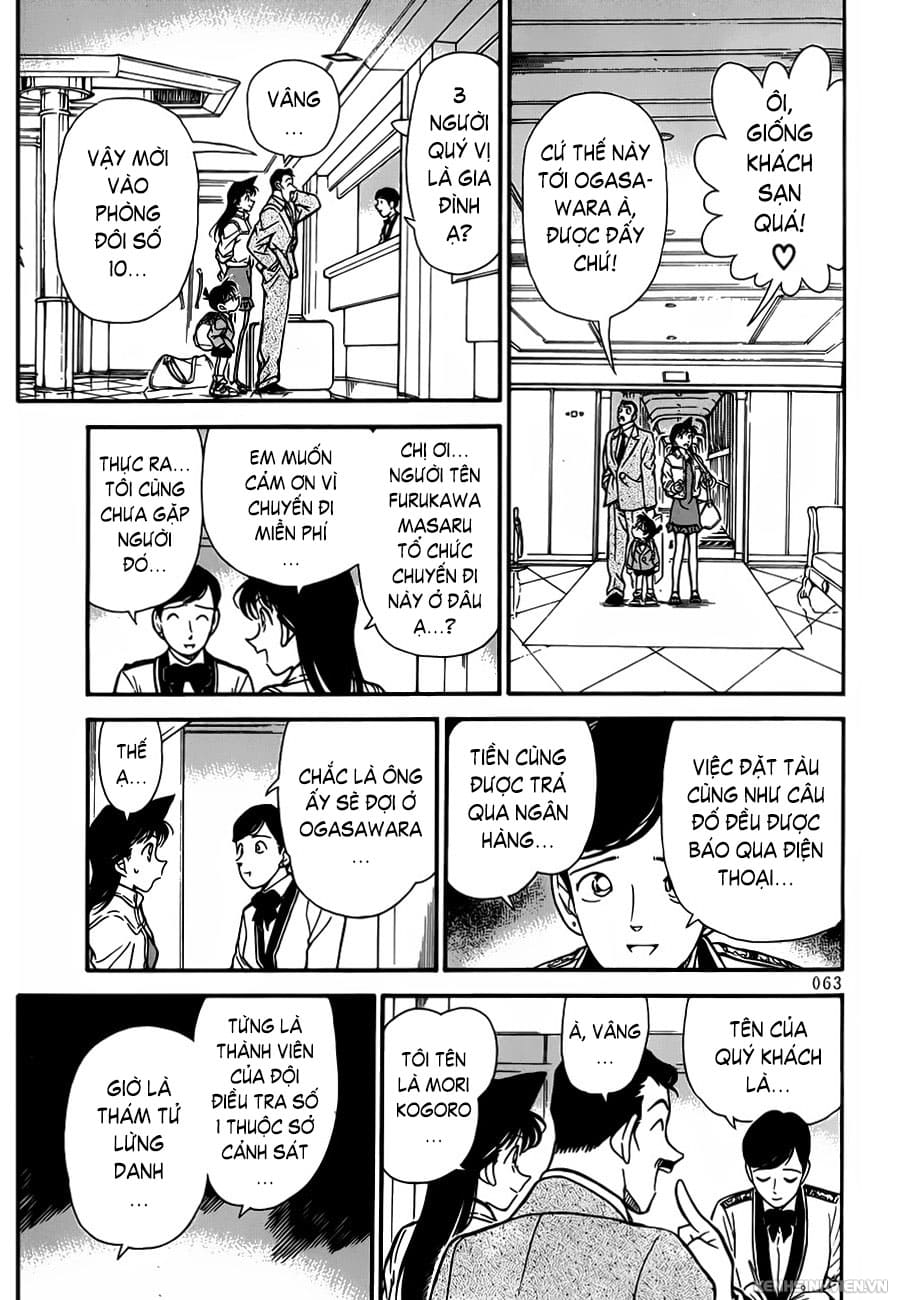 ÔI,
GIỐNG
KHÁCH
SẠN
QUÁ!
♡
CỨ THẾ NÀY
TỚI OGASA-
WARA À,
ĐƯỢC ĐẤY
CHỨ!
3
NGƯỜI
QUÝ VỊ
LÀ GIA
ĐÌNH
Ạ?
VÂNG
...
VẬY MỜI
VÀO
PHÒNG
ĐÔI SỐ
10...
CHỊ ƠI...
NGƯỜI TÊN
FURUKAWA
MASARU
TỔ CHỨC
CHUYẾN ĐI
NÀY Ở ĐÂU
Ạ...?
EM MUỐN
CẢM ƠN VÌ
CHUYẾN ĐI
MIỄN PHÍ
...
THỰC RA...
TÔI CŨNG
CHƯA GẶP
NGƯỜI
ĐÓ...
VIỆC ĐẶT TÀU
CŨNG NHƯ CÂU
ĐỐ ĐỀU ĐƯỢC
BÁO QUA ĐIỆN
THOẠI...
TIỀN CŨNG
ĐƯỢC TRẢ
QUA NGÂN
HÀNG...
CHẮC LÀ ÔNG
ẤY SẼ ĐỢI Ở
OGASAWARA
...
THẾ
Ạ...
063
TÊN CỦA
QUÝ KHÁCH
LÀ...
À, VÂNG
...
TÔI TÊN
LÀ MORI
KOGORO
...
TỪNG LÀ
THÀNH VIÊN
CỦA ĐỘI
ĐIỀU TRA SỐ
1 THUỘC SỞ
CẢNH SÁT
...
GIỜ LÀ
THÁM TỬ
LỪNG
DANH
...
KENHSINHVIEN.VN